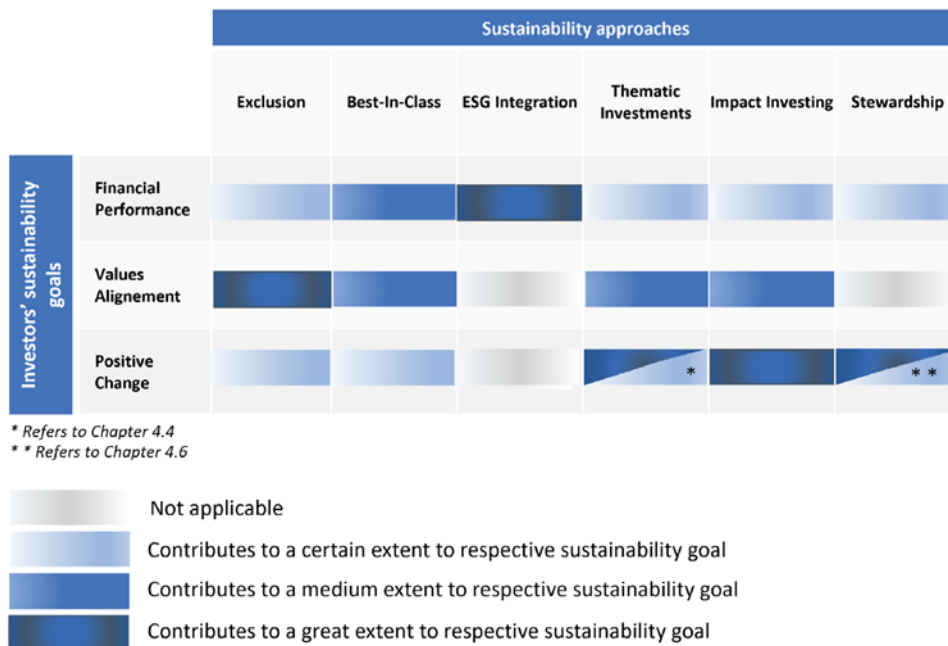 Sustainability approaches
Exclusion
Best-In-Class
ESG Integration
Thematic
Investments
Impact Investing
Stewardship
Investors' sustainability
goals
Financial
Performance
Values
Alignement
Positive
Change
*
* *
* Refers to Chapter 4.4
* * Refers to Chapter 4.6
Not applicable
Contributes to a certain extent to respective sustainability goal
Contributes to a medium extent to respective sustainability goal
Contributes to a great extent to respective sustainability goal